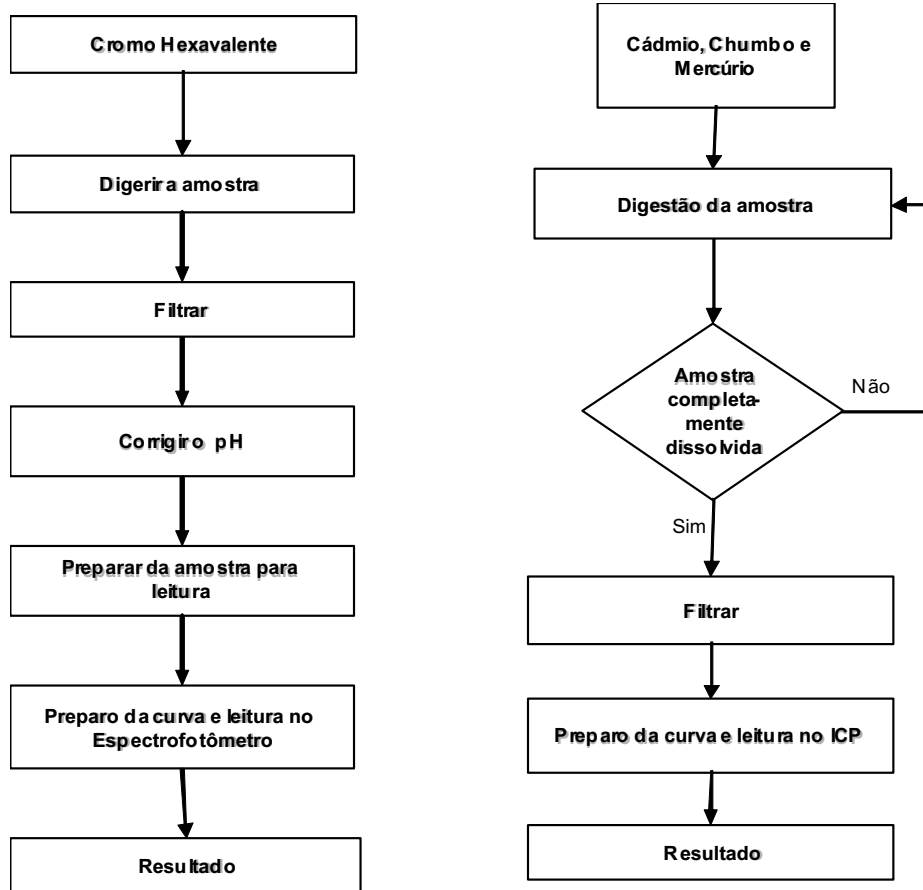 Cromo Hexavalente
Digerir a amostra
Filtrar
Corrigir o pH
Preparar da amostra para
leitura
Preparo da curva e leitura no
Espectrofotômetro
Resultado
Cádmio, Chumbo e
Mercúrio
Digestão da amostra
Amostra
completa-
mente
dissolvida
Não
Sim
Filtrar
Preparo da curva e leitura no ICP
Resultado